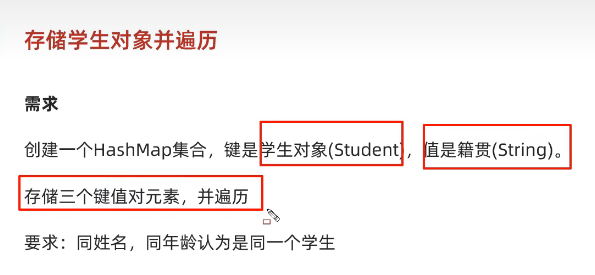 存储学生对象并遍历
需求
创建一个HashMap集合，键是学生对象(Student)，值是籍贯(String)。
存储三个键值对元素，并遍历
要求：同姓名，同年龄认为是同一个学生